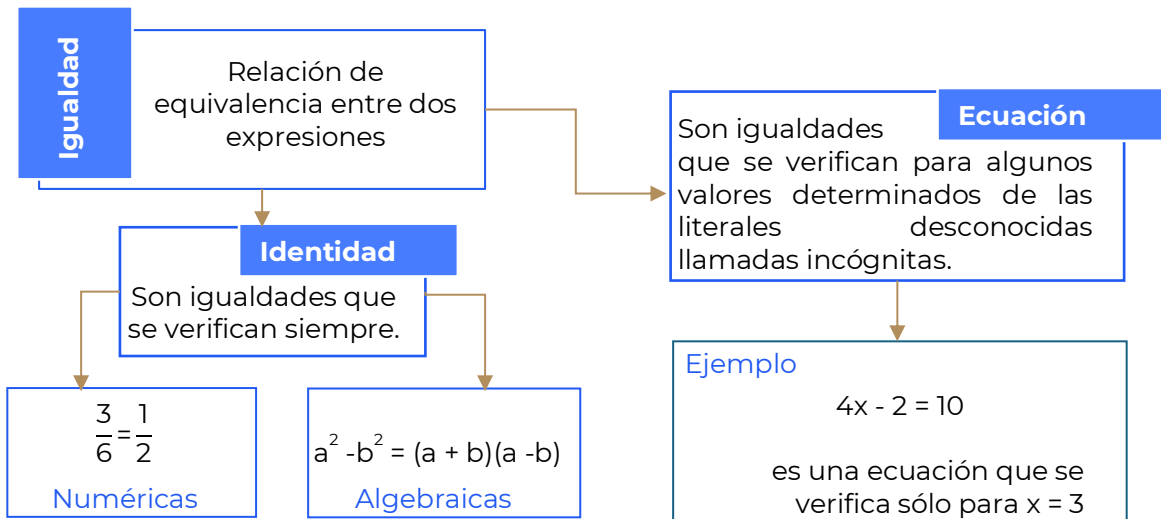 Igualdad
Relación de
equivalencia entre dos
expresiones
Identidad
Son igualdades que
se verifican siempre.
3/6=1/2
Numéricas
a² -b² = (a + b)(a -b)
Algebraicas
Ecuación
Son igualdades
que se verifican para algunos
valores determinados de las
literales desconocidas
llamadas incógnitas.
Ejemplo
4x - 2 = 10
es una ecuación que se
verifica sólo para x = 3